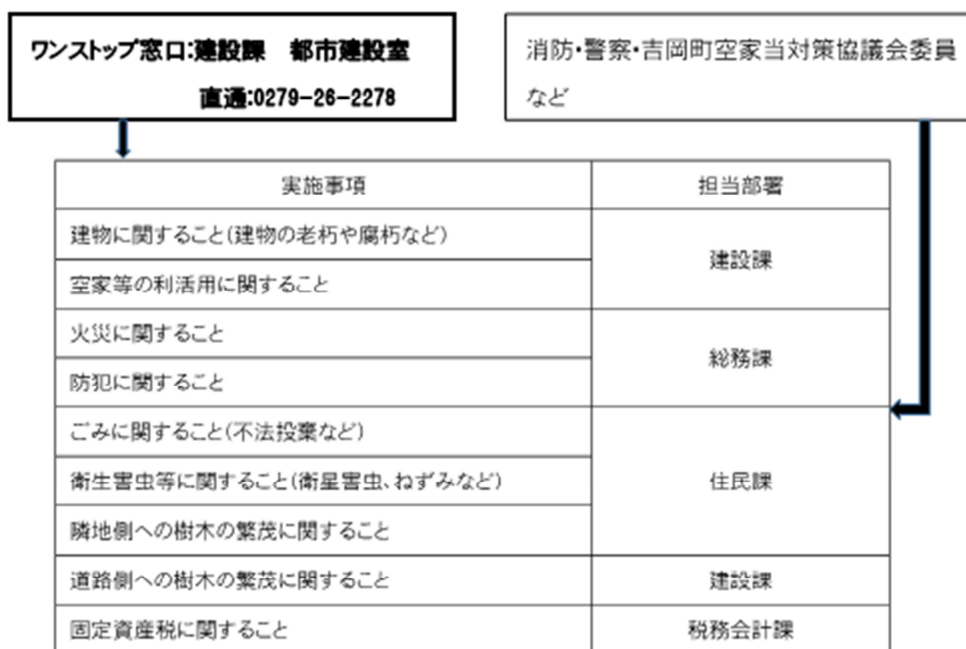 ワンストップ窓口:建設課　都市建設室
直通:0279-26-2278
消防・警察・吉岡町空家当対策協議会委員
など
実施事項
担当部署
建物に関すること(建物の老朽や腐朽など)
建設課
空家等の利活用に関すること
火災に関すること
総務課
防犯に関すること
ごみに関すること(不法投棄など)
衛生害虫等に関すること(衛星害虫、ねずみなど)
住民課
隣地側への樹木の繁茂に関すること
道路側への樹木の繁茂に関すること
建設課
固定資産税に関すること
税務会計課